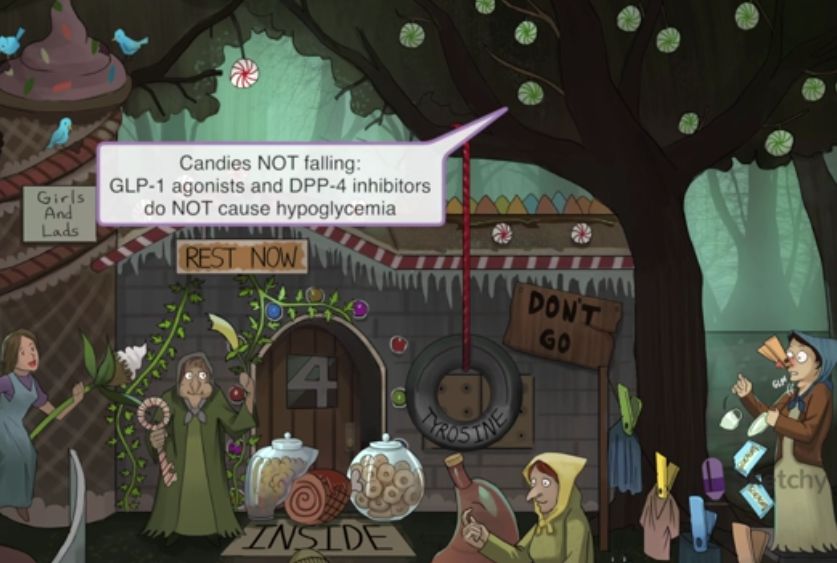 Candies NOT falling:
GLP-1 agonists and DPP-4 inhibitors
do NOT cause hypoglycemia
Girls
And
Lads
REST NOW
DON'T
GO
4
TYROSINE
INSIDE